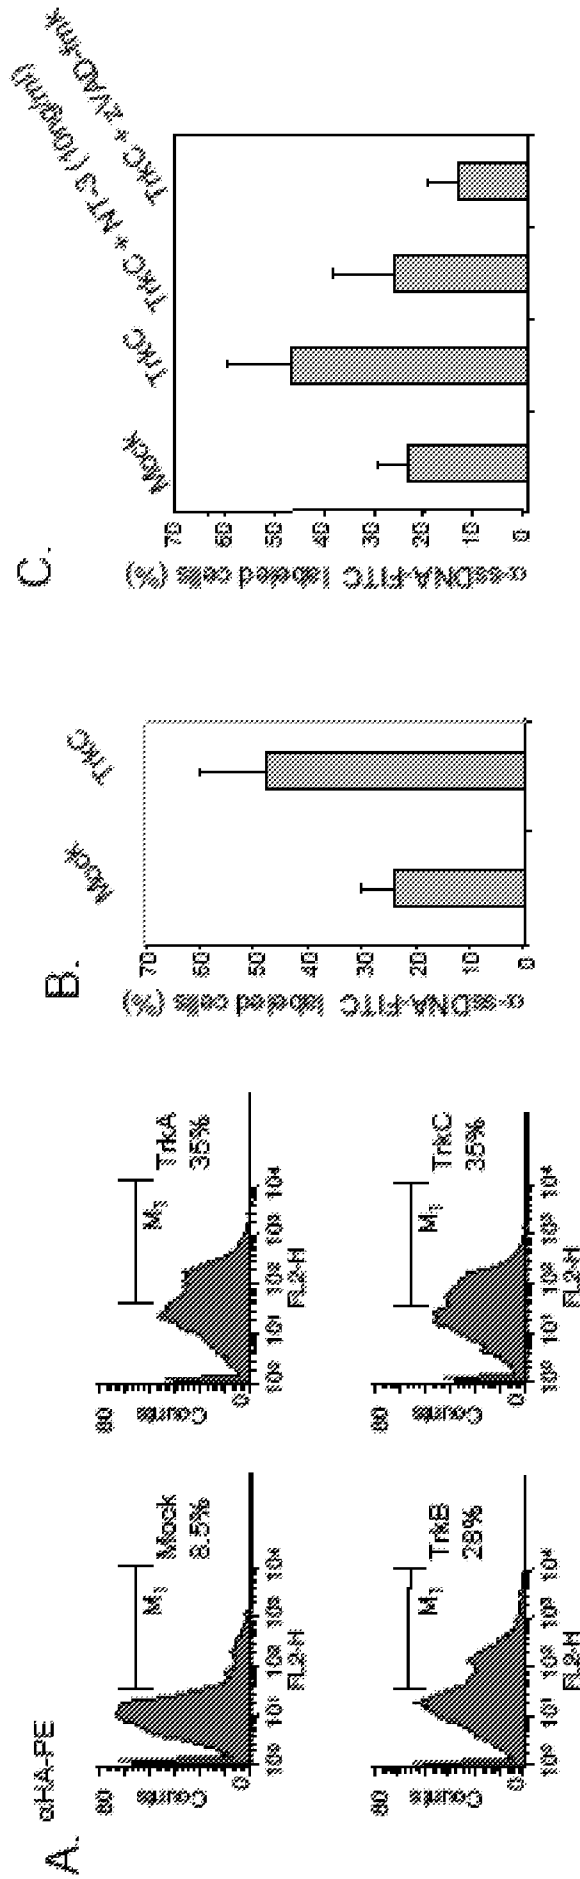 A.
αHA-PE
80
Counts
0
10⁰ 10¹ 10² 10³ 10⁴
FL2-H
M₁
Mock
8.5%
80
Counts
0
10⁰ 10¹ 10² 10³ 10⁴
FL2-H
M₁
TrkA
35%
80
Counts
0
10⁰ 10¹ 10² 10³ 10⁴
FL2-H
M₁
TrkB
28%
80
Counts
0
10⁰ 10¹ 10² 10³ 10⁴
FL2-H
M₁
TrkC
35%
B.
α-ssDNA-FITC labeled cells (%)
70
60
50
40
30
20
10
0
Mock
TrkC
C.
α-ssDNA-FITC labeled cells (%)
70
60
50
40
30
20
10
0
Mock
TrkC
TrkC + NT-3 (10ng/ml)
TrkC + ZVAD-fmk